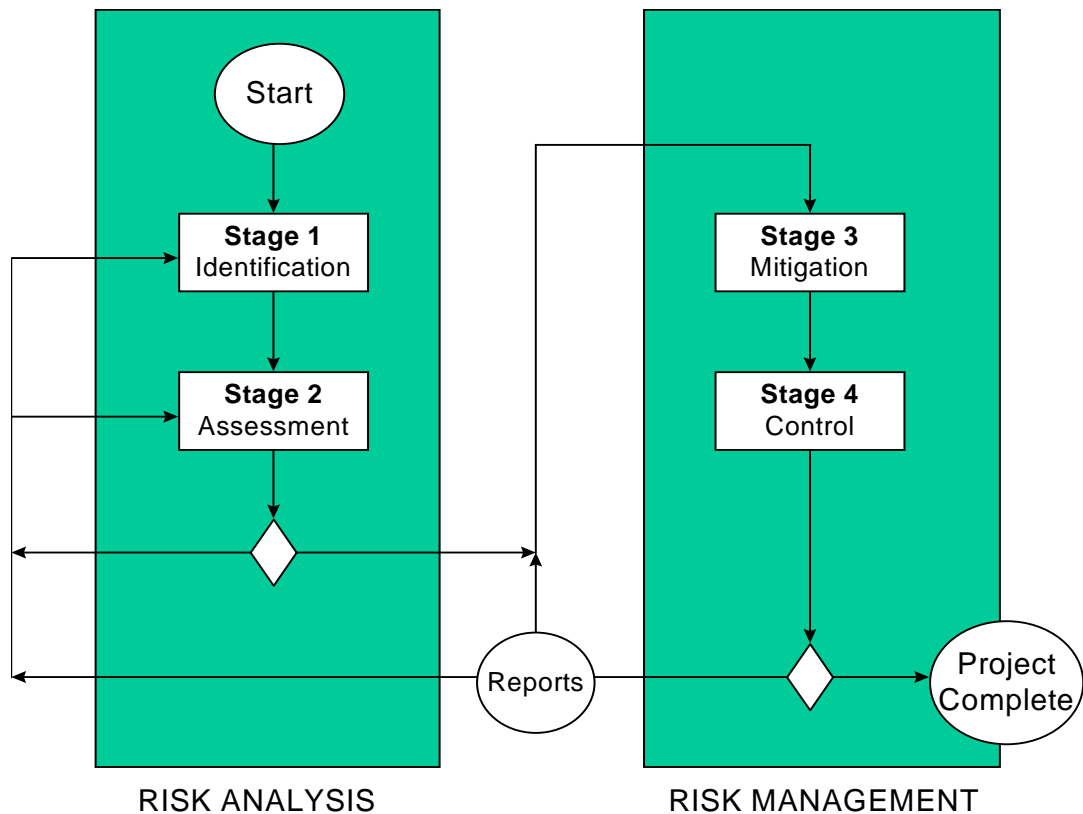 Start
Stage 1
Identification
Stage 2
Assessment
Stage 3
Mitigation
Stage 4
Control
Reports
Project
Complete
RISK ANALYSIS
RISK MANAGEMENT